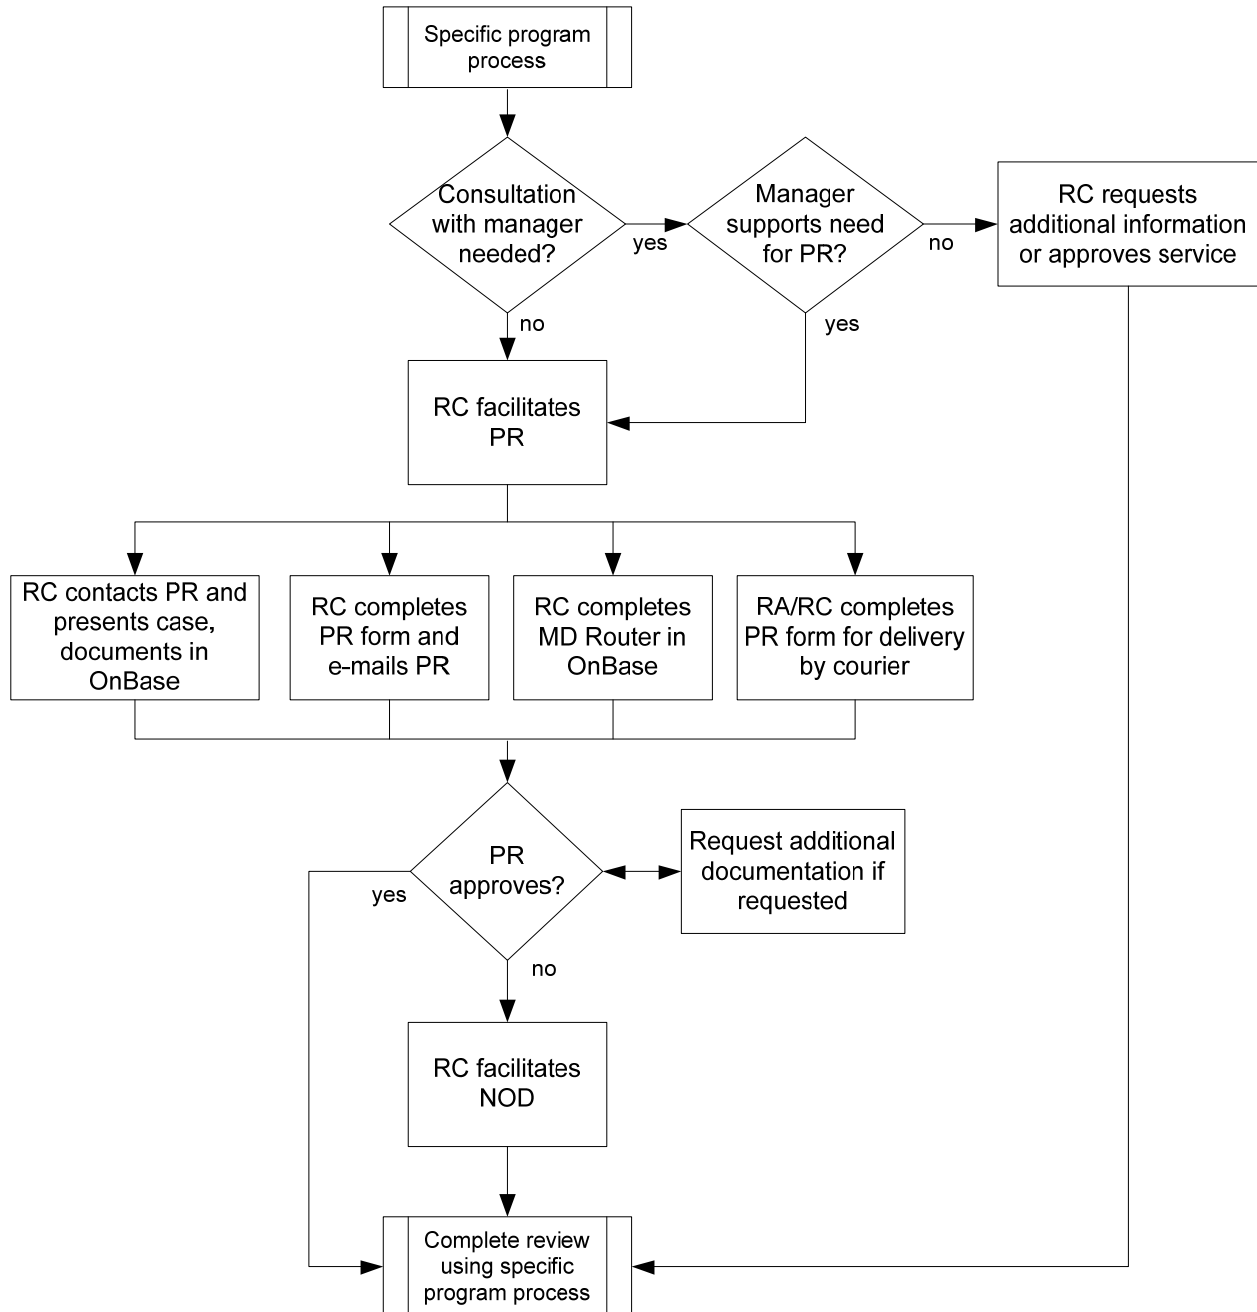 Specific program
process
Consultation
with manager
needed?
yes
Manager
supports need
for PR?
no
RC requests
additional information
or approves service
no
yes
RC facilitates
PR
RC contacts PR and
presents case,
documents in
OnBase
RC completes
PR form and
e-mails PR
RC completes
MD Router in
OnBase
RA/RC completes
PR form for delivery
by courier
PR
approves?
yes
Request additional
documentation if
requested
no
RC facilitates
NOD
Complete review
using specific
program process